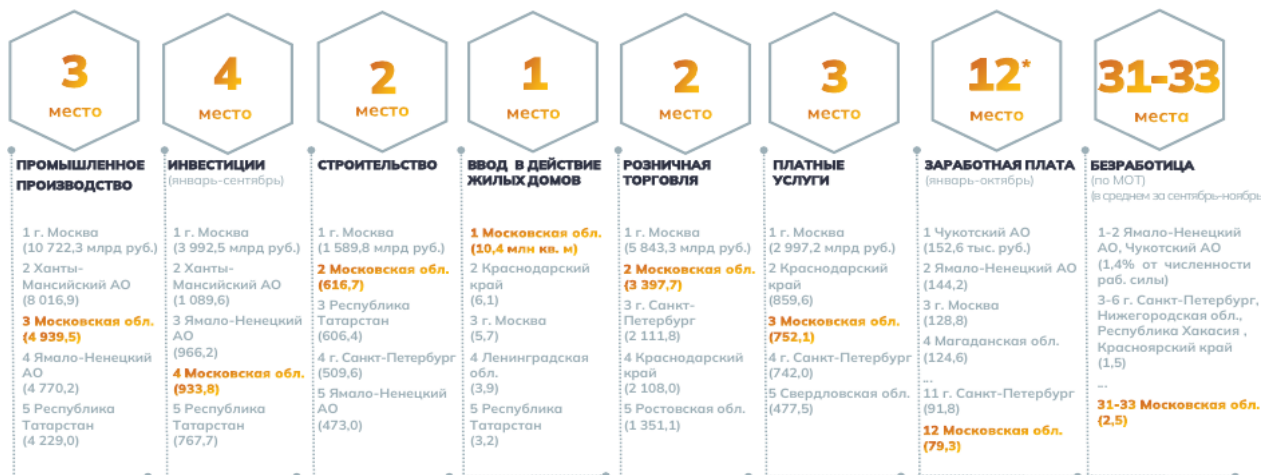 3
место
ПРОМЫШЛЕННОЕ
ПРОИЗВОДСТВО
1 г. Москва
(10 722,3 млрд руб.)
2 Ханты-
Мансийский АО
(8 016,9)
3 Московская обл.
(4 939,5)
4 Ямало-Ненецкий
АО
(4 770,2)
5 Республика
Татарстан
(4 229,0)
4
место
ИНВЕСТИЦИИ
(январь-сентябрь)
1 г. Москва
(3 992,5 млрд руб.)
2 Ханты-
Мансийский АО
(1 089,6)
3 Ямало-Ненецкий
АО
(966,2)
4 Московская обл.
(933,8)
5 Республика
Татарстан
(767,7)
2
место
СТРОИТЕЛЬСТВО
1 г. Москва
(1 589,8 млрд руб.)
2 Московская обл.
(616,7)
3 Республика
Татарстан
(606,4)
4 г. Санкт-Петербург
(509,6)
5 Ямало-Ненецкий
АО
(473,0)
1
место
ВВОД В ДЕЙСТВИЕ
ЖИЛЫХ ДОМОВ
1 Московская обл.
(10,4 млн кв. м)
2 Краснодарский
край
(6,1)
3 г. Москва
(5,7)
4 Ленинградская
обл.
(3,9)
5 Республика
Татарстан
(3,2)
2
место
РОЗНИЧНАЯ
ТОРГОВЛЯ
1 г. Москва
(5 843,3 млрд руб.)
2 Московская обл.
(3 397,7)
3 г. Санкт-
Петербург
(2 111,8)
4 Краснодарский
край
(2 108,0)
5 Ростовская обл.
(1 351,1)
3
место
ПЛАТНЫЕ
УСЛУГИ
1 г. Москва
(2 997,2 млрд руб.)
2 Краснодарский
край
(859,6)
3 Московская обл.
(752,1)
4 г. Санкт-Петербург
(742,0)
5 Свердловская обл.
(477,5)
12*
место
ЗАРАБОТНАЯ ПЛАТА
(январь-октябрь)
1 Чукотский АО
(152,6 тыс. руб.)
2 Ямало-Ненецкий АО
(144,2)
3 г. Москва
(128,8)
4 Магаданская обл.
(124,6)
...
11 г. Санкт-Петербург
(91,8)
12 Московская обл.
(79,3)
31-33
места
БЕЗРАБОТИЦА
(по МОТ)
(в среднем за сентябрь-ноябрь
1-2 Ямало-Ненецкий
АО, Чукотский АО
(1,4% от численности
раб. силы)
3-6 г. Санкт-Петербург,
Нижегородская обл.,
Республика Хакасия ,
Красноярский край
(1,5)
...
31-33 Московская обл.
(2,5)